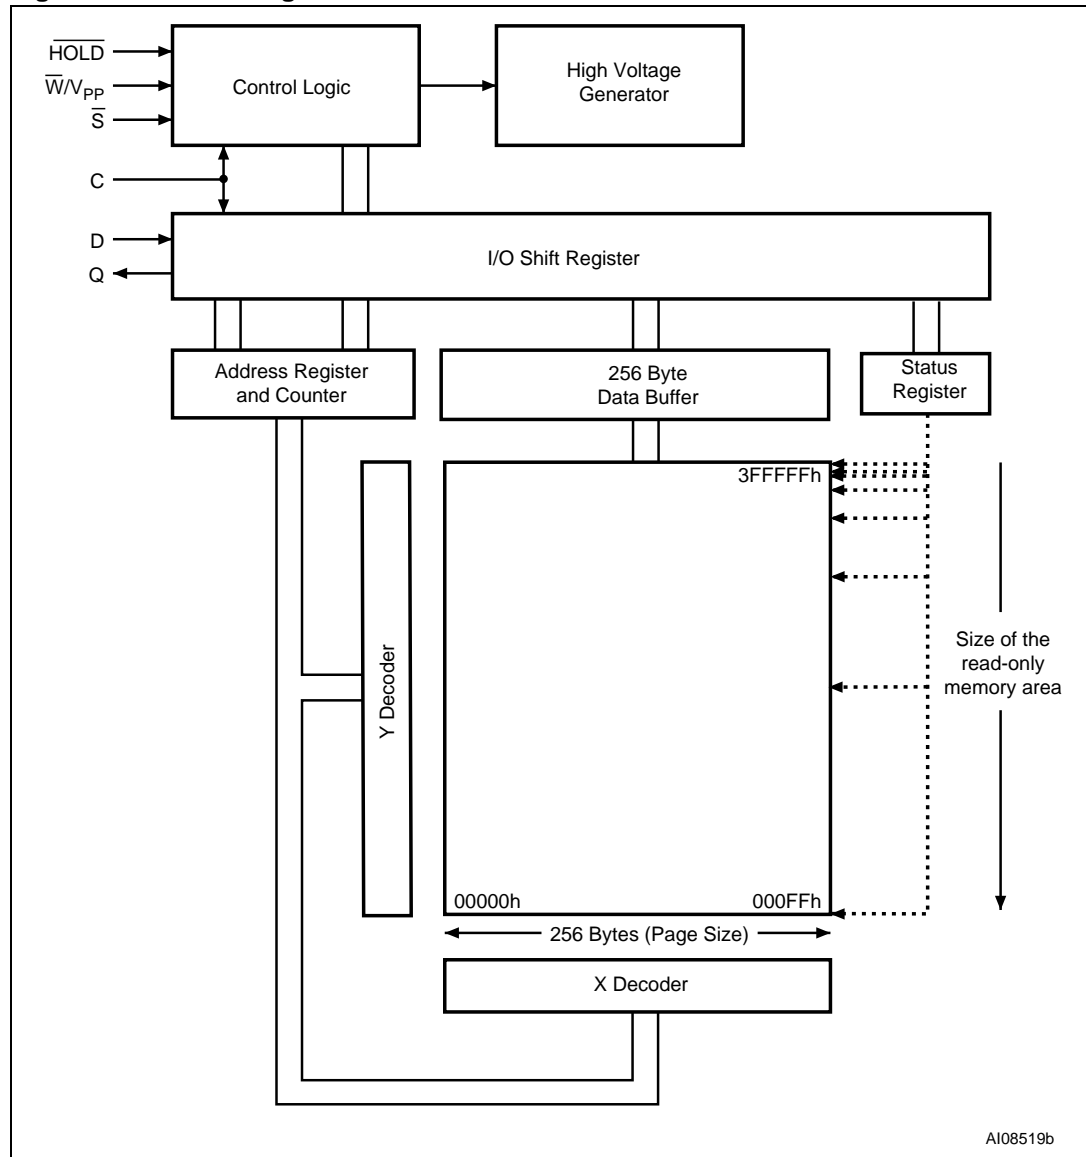 HOLD
W/VPP
S
Control Logic
High Voltage
Generator
C
D
Q
I/O Shift Register
Address Register
and Counter
256 Byte
Data Buffer
Status
Register
3FFFFFh
Y Decoder
Size of the
read-only
memory area
00000h
000FFh
256 Bytes (Page Size)
X Decoder
AI08519b